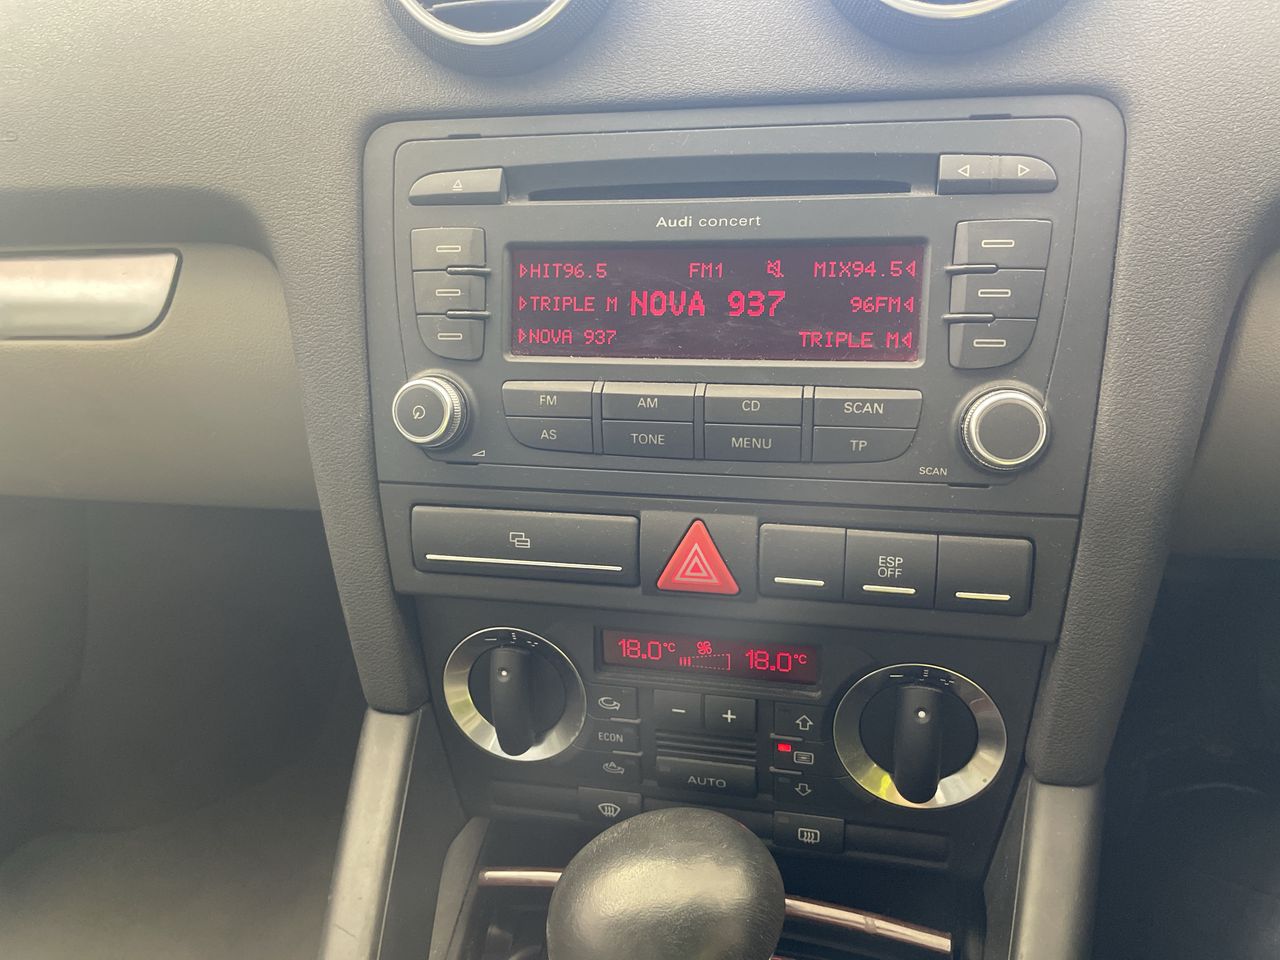 Audi concert
HIT96.5 FM1 MIX94.5
TRIPLE M NOVA 937 96FM
NOVA 937 TRIPLE M
FM AM CD SCAN
AS TONE MENU TP
SCAN
ESP
OFF
18.0°C 18.0°C
- +
ECON
AUTO